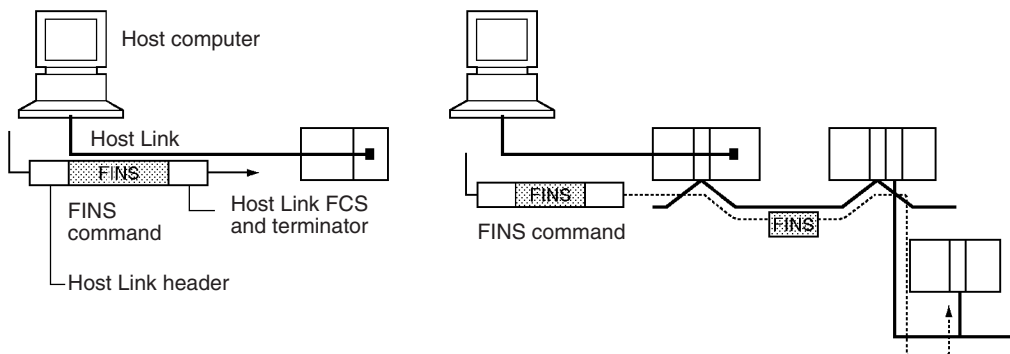 Host computer
Host Link
FINS
FINS
command
Host Link FCS
and terminator
Host Link header
FINS
FINS command
FINS